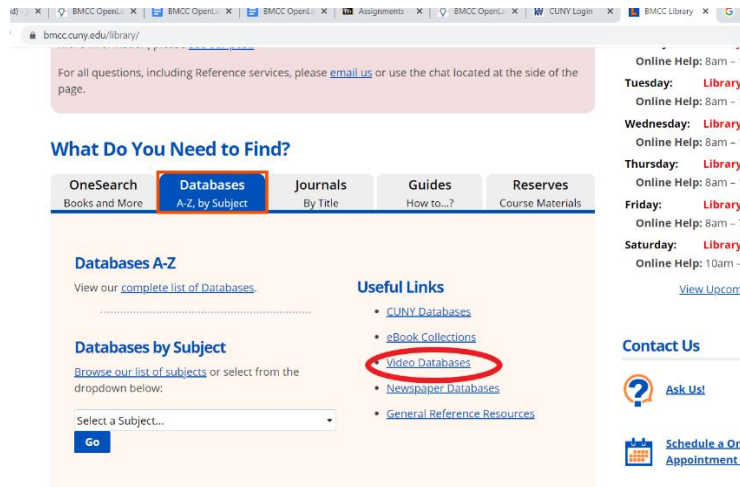 BMCC OpenL
BMCC OpenL
BMCC OpenL
Assignments
BMCC OpenL
CUNY Login
BMCC Library
bmcc.cuny.edu/library/
For all questions, including Reference services, please email us or use the chat located at the side of the
page.
What Do You Need to Find?
OneSearch
Books and More
Databases
A-Z, by Subject
Journals
By Title
Guides
How to...?
Reserves
Course Materials
Databases A-Z
View our complete list of Databases.
Databases by Subject
Browse our list of subjects or select from the
dropdown below:
Select a Subject...
Go
Useful Links
CUNY Databases
eBook Collections
Video Databases
Newspaper Databases
General Reference Resources
Online Help: 8am –
Tuesday: Library
Online Help: 8am –
Wednesday: Library
Online Help: 8am –
Thursday: Library
Online Help: 8am –
Friday: Library
Online Help: 8am –
Saturday: Library
Online Help: 10am –
View Upcom
Contact Us
Ask Us!
Schedule a On
Appointment